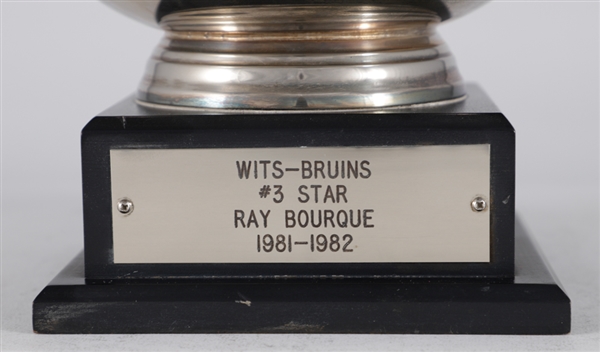 WITS-BRUINS
#3 STAR
RAY BOURQUE
1981-1982